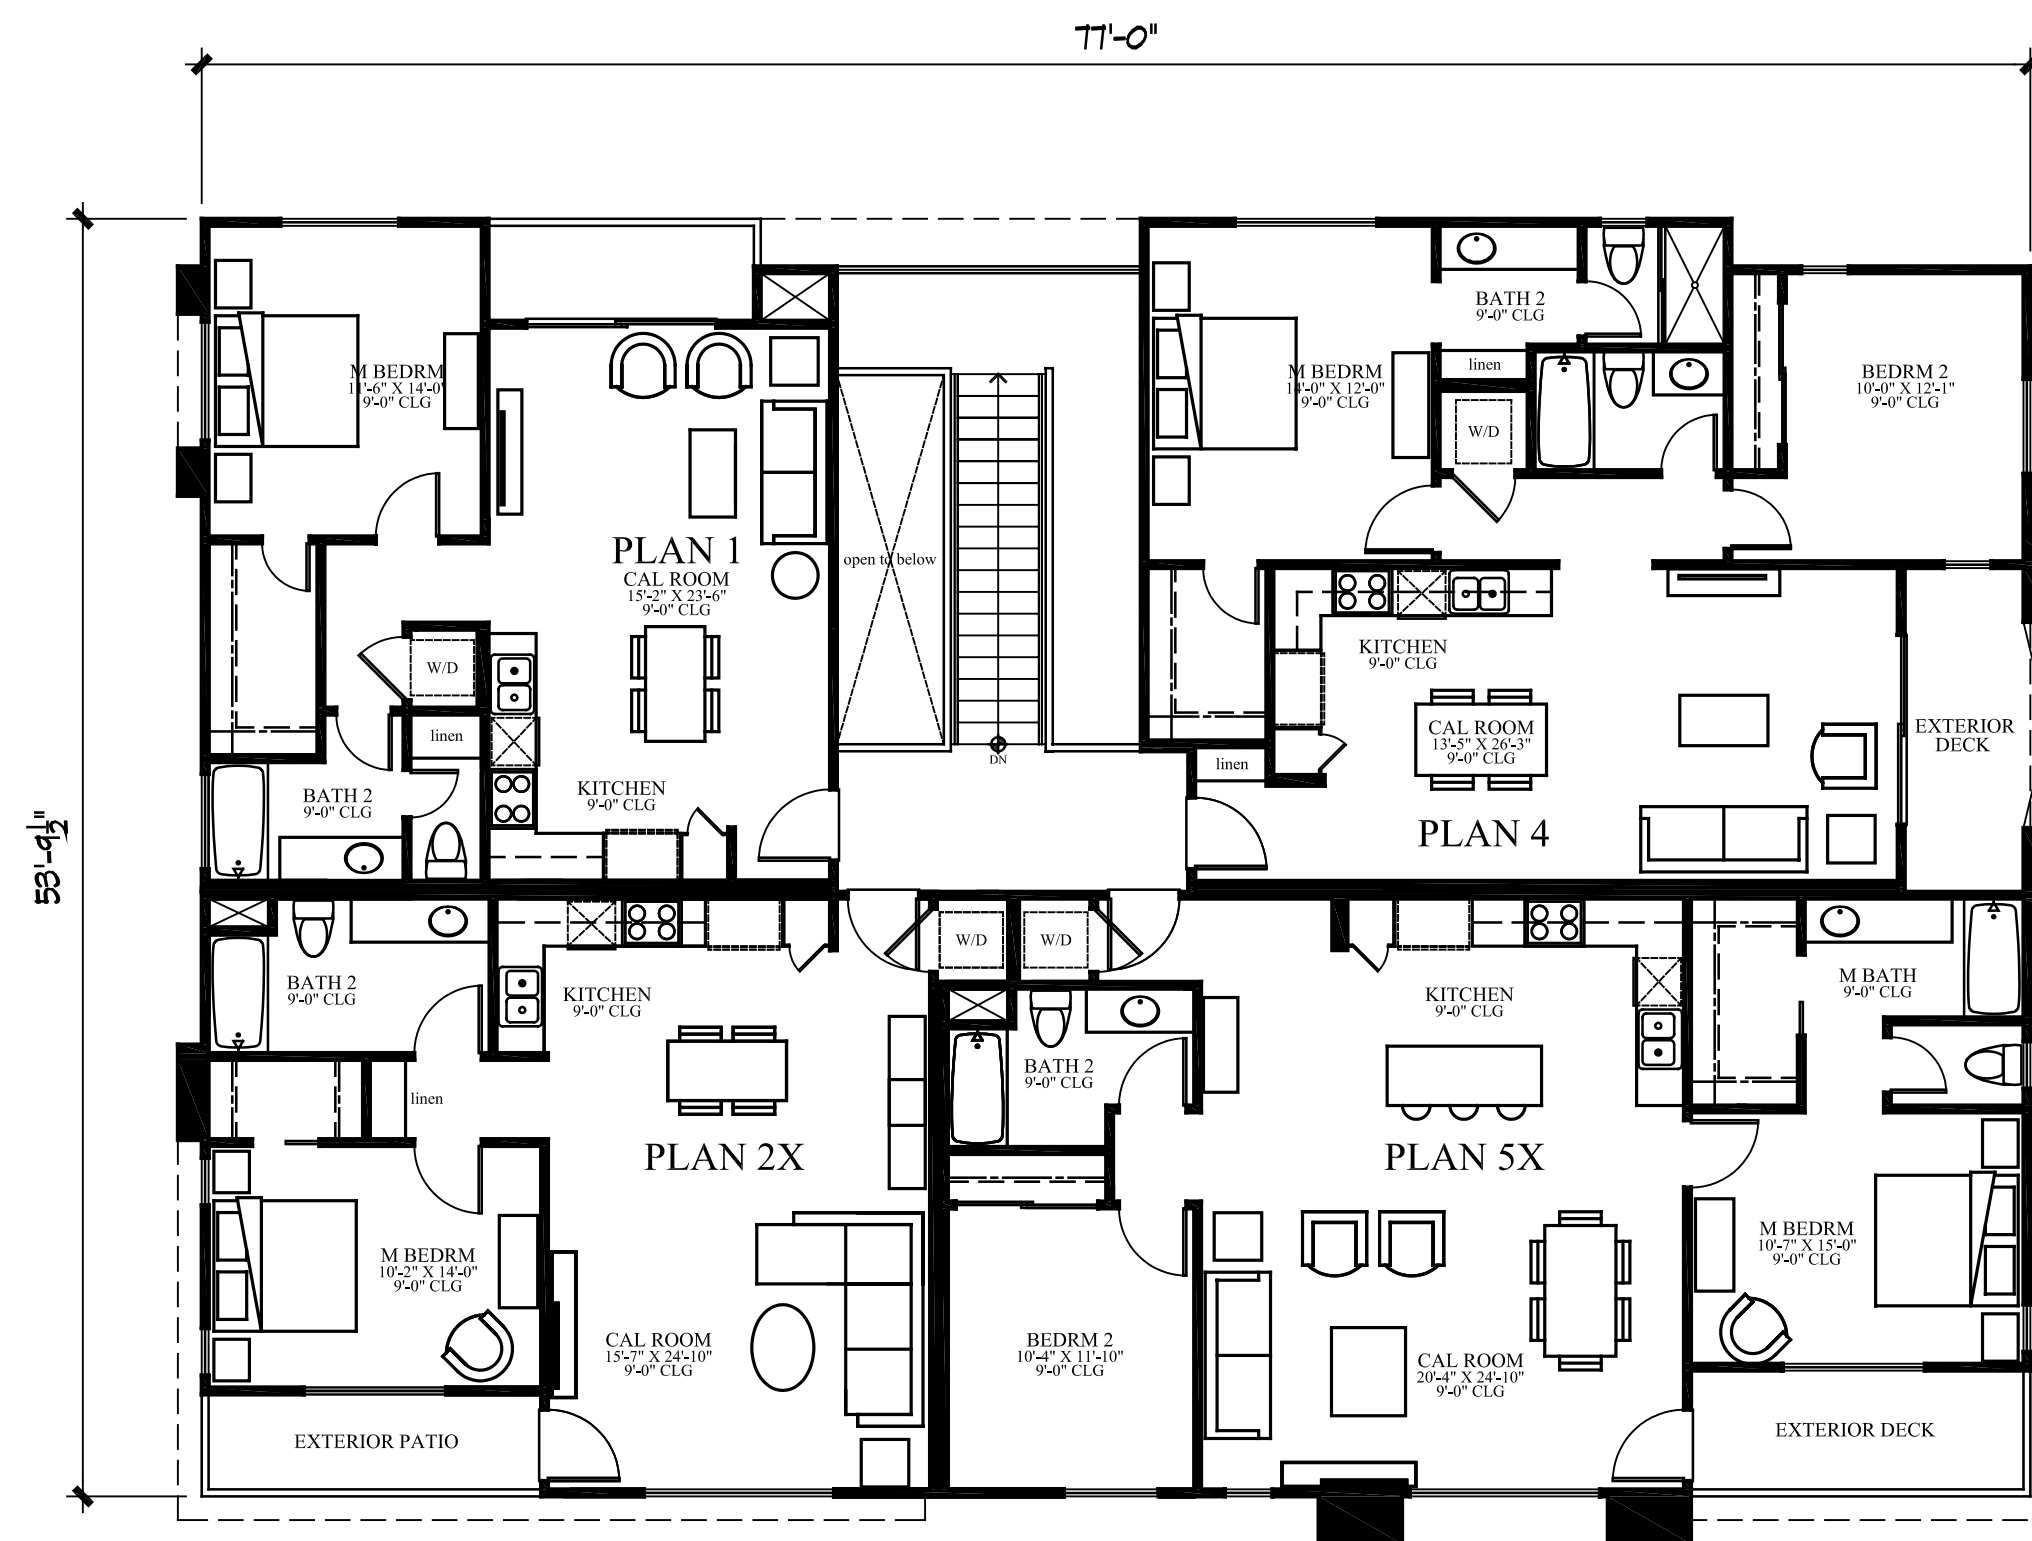 77'-0"
53'-9½"
M BEDRM
11'-6" X 14'-0"
9'-0" CLG
PLAN 1
CAL ROOM
15'-2" X 23'-6"
9'-0" CLG
W/D
linen
BATH 2
9'-0" CLG
KITCHEN
9'-0" CLG
open to below
DN
M BEDRM
14'-0" X 12'-0"
9'-0" CLG
BATH 2
9'-0" CLG
linen
W/D
BEDRM 2
10'-0" X 12'-1"
9'-0" CLG
KITCHEN
9'-0" CLG
CAL ROOM
13'-5" X 26'-3"
9'-0" CLG
linen
PLAN 4
EXTERIOR
DECK
BATH 2
9'-0" CLG
KITCHEN
9'-0" CLG
linen
PLAN 2X
M BEDRM
10'-2" X 14'-0"
9'-0" CLG
CAL ROOM
15'-7" X 24'-10"
9'-0" CLG
EXTERIOR PATIO
W/D
W/D
BATH 2
9'-0" CLG
BEDRM 2
10'-4" X 11'-10"
9'-0" CLG
KITCHEN
9'-0" CLG
PLAN 5X
CAL ROOM
20'-4" X 24'-10"
9'-0" CLG
M BATH
9'-0" CLG
M BEDRM
10'-7" X 15'-0"
9'-0" CLG
EXTERIOR DECK